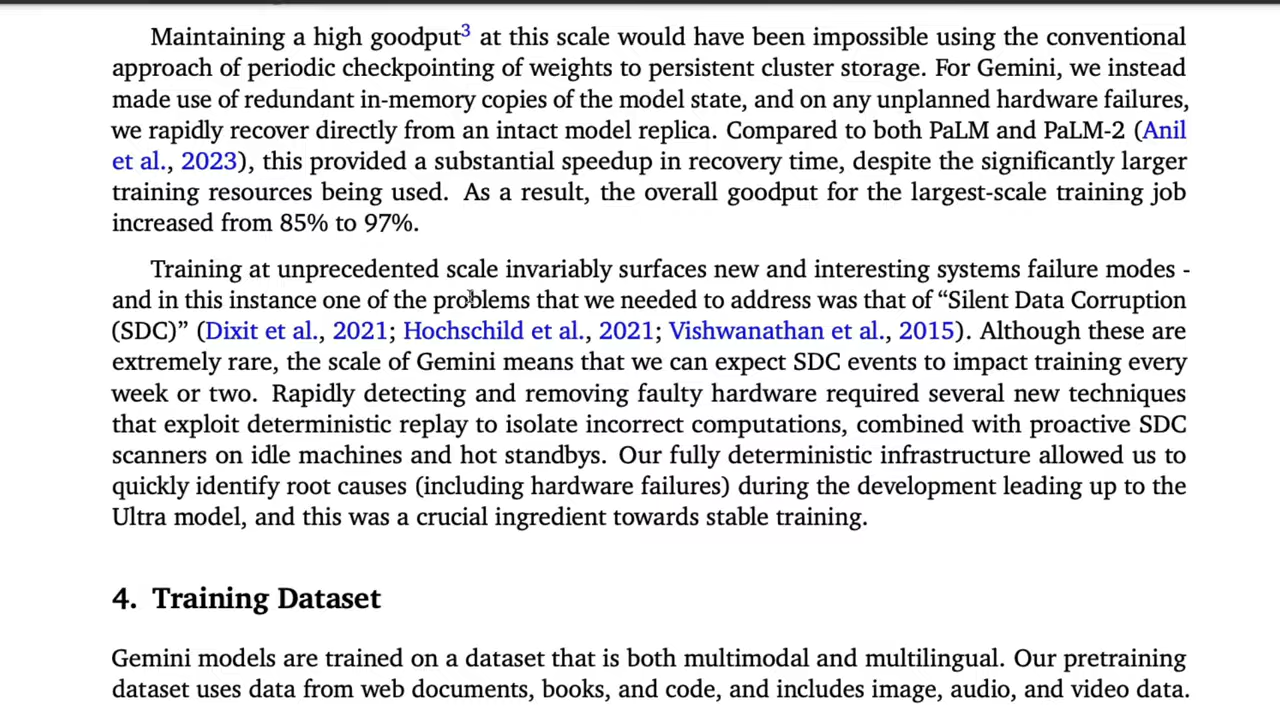 Maintaining a high goodput3 at this scale would have been impossible using the conventional
approach of periodic checkpointing of weights to persistent cluster storage. For Gemini, we instead
made use of redundant in-memory copies of the model state, and on any unplanned hardware failures,
we rapidly recover directly from an intact model replica. Compared to both PaLM and PaLM-2 (Anil
et al., 2023), this provided a substantial speedup in recovery time, despite the significantly larger
training resources being used. As a result, the overall goodput for the largest-scale training job
increased from 85% to 97%.
Training at unprecedented scale invariably surfaces new and interesting systems failure modes -
and in this instance one of the problems that we needed to address was that of “Silent Data Corruption
(SDC)” (Dixit et al., 2021; Hochschild et al., 2021; Vishwanathan et al., 2015). Although these are
extremely rare, the scale of Gemini means that we can expect SDC events to impact training every
week or two. Rapidly detecting and removing faulty hardware required several new techniques
that exploit deterministic replay to isolate incorrect computations, combined with proactive SDC
scanners on idle machines and hot standbys. Our fully deterministic infrastructure allowed us to
quickly identify root causes (including hardware failures) during the development leading up to the
Ultra model, and this was a crucial ingredient towards stable training.
4. Training Dataset
Gemini models are trained on a dataset that is both multimodal and multilingual. Our pretraining
dataset uses data from web documents, books, and code, and includes image, audio, and video data.